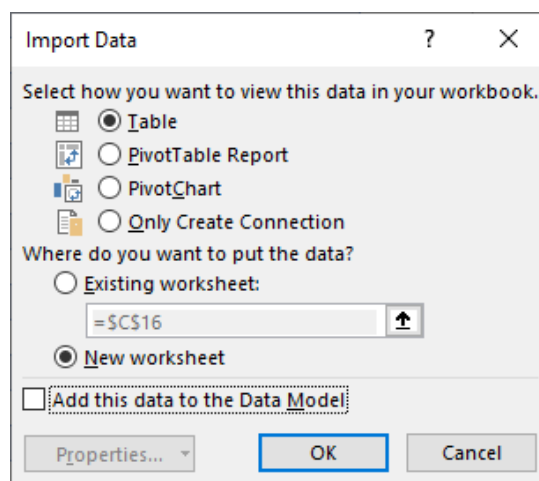 Import Data ?
Select how you want to view this data in your workbook.
Table
PivotTable Report
PivotChart
Only Create Connection
Where do you want to put the data?
Existing worksheet:
=$C$16
New worksheet
Add this data to the Data Model
Properties...
OK Cancel